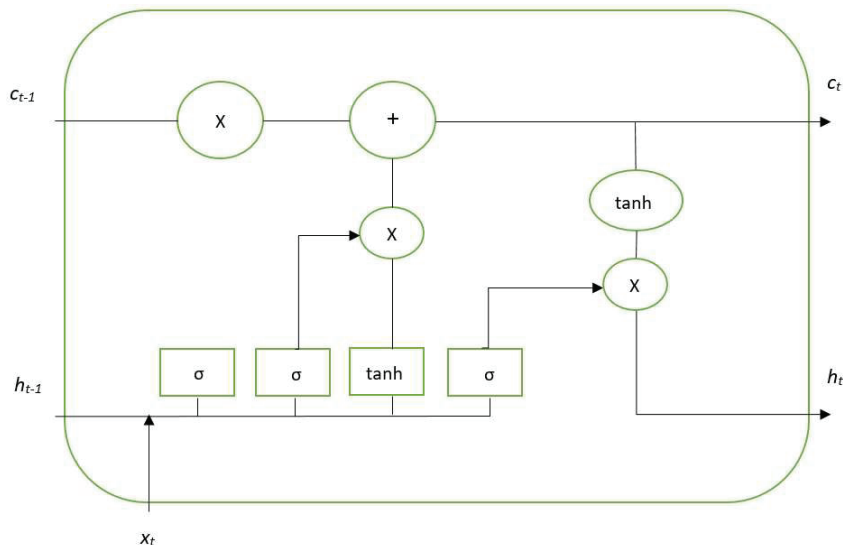 c_{t-1}
c_t
X
+
tanh
X
X
σ
σ
tanh
σ
h_{t-1}
h_t
x_t